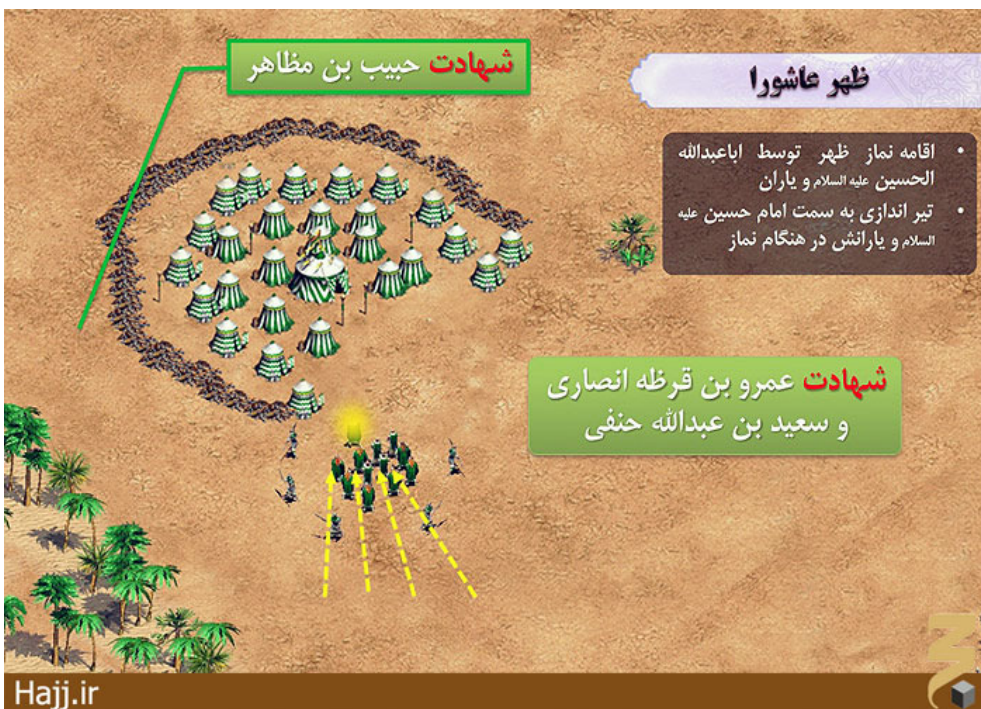 شهادت حبیب بن مظاهر
ظهر عاشورا
• اقامه نماز ظهر توسط اباعبدالله
الحسین علیه السلام و یاران
• تیر اندازی به سمت امام حسین علیه
السلام و یارانش در هنگام نماز
شهادت عمرو بن قرظه انصاری
و سعید بن عبدالله حنفی
Hajj.ir